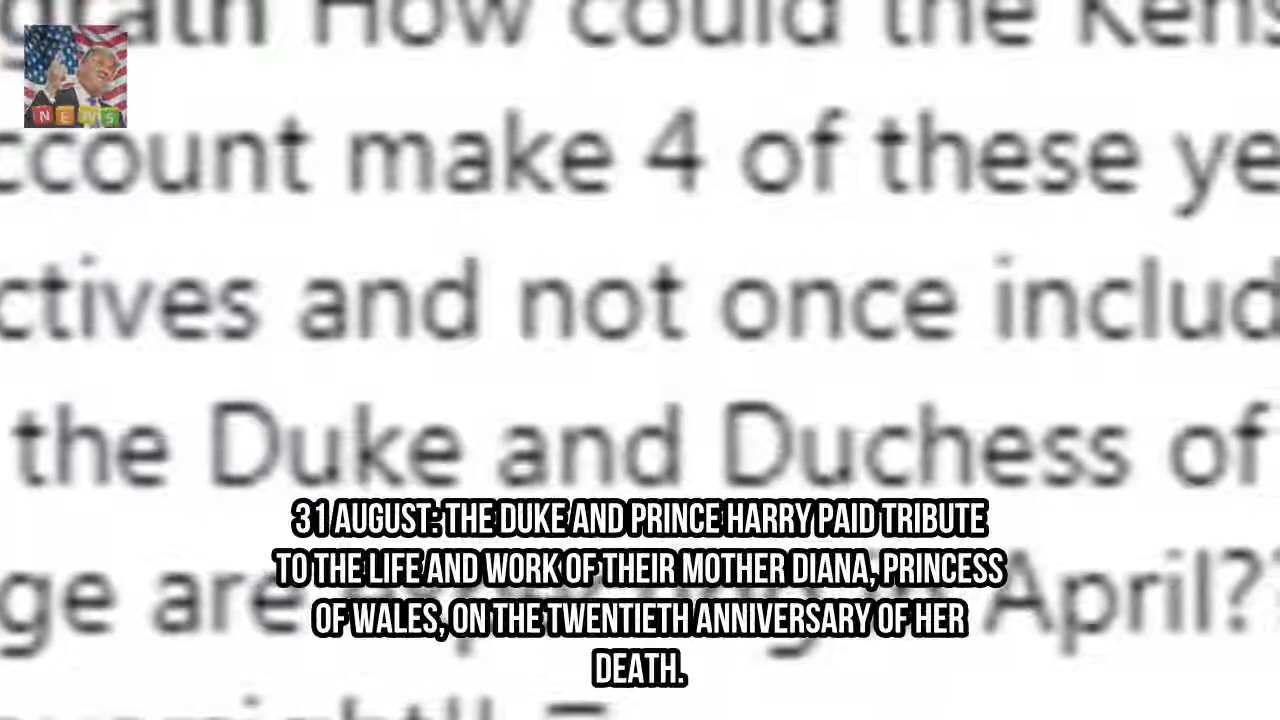 How could the
NEWS
ccount make 4 of these ye
ctives and not once includ
the Duke and Duchess of
31 AUGUST: THE DUKE AND PRINCE HARRY PAID TRIBUTE
TO THE LIFE AND WORK OF THEIR MOTHER DIANA, PRINCESS
ge are April??
OF WALES, ON THE TWENTIETH ANNIVERSARY OF HER
DEATH.